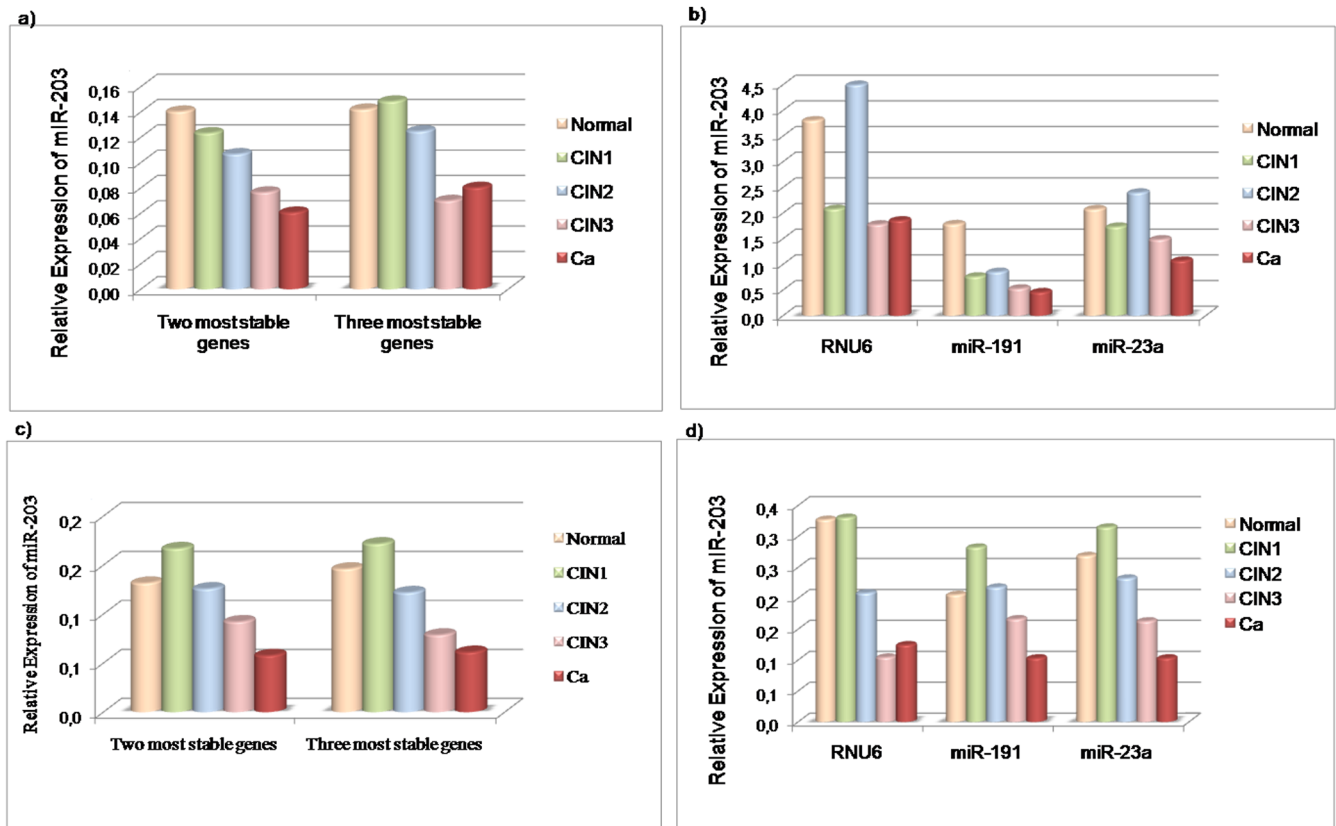 a)
Relative Expression of mIR-203
0,16
0,14
0,12
0,10
0,08
0,06
0,04
0,02
0,00
Two most stable
genes
Three most stable
genes
Normal
CIN1
CIN2
CIN3
Ca
b)
Relative Expression of mIR-203
4,5
4,0
3,5
3,0
2,5
2,0
1,5
1,0
0,5
0,0
RNU6
miR-191
miR-23a
Normal
CIN1
CIN2
CIN3
Ca
c)
Relative Expression of miR-203
0,2
0,2
0,1
0,1
0,0
Two most stable genes
Three most stable genes
Normal
CIN1
CIN2
CIN3
Ca
d)
Relative Expression of mIR-203
0,4
0,3
0,3
0,2
0,2
0,1
0,1
0,0
RNU6
miR-191
miR-23a
Normal
CIN1
CIN2
CIN3
Ca